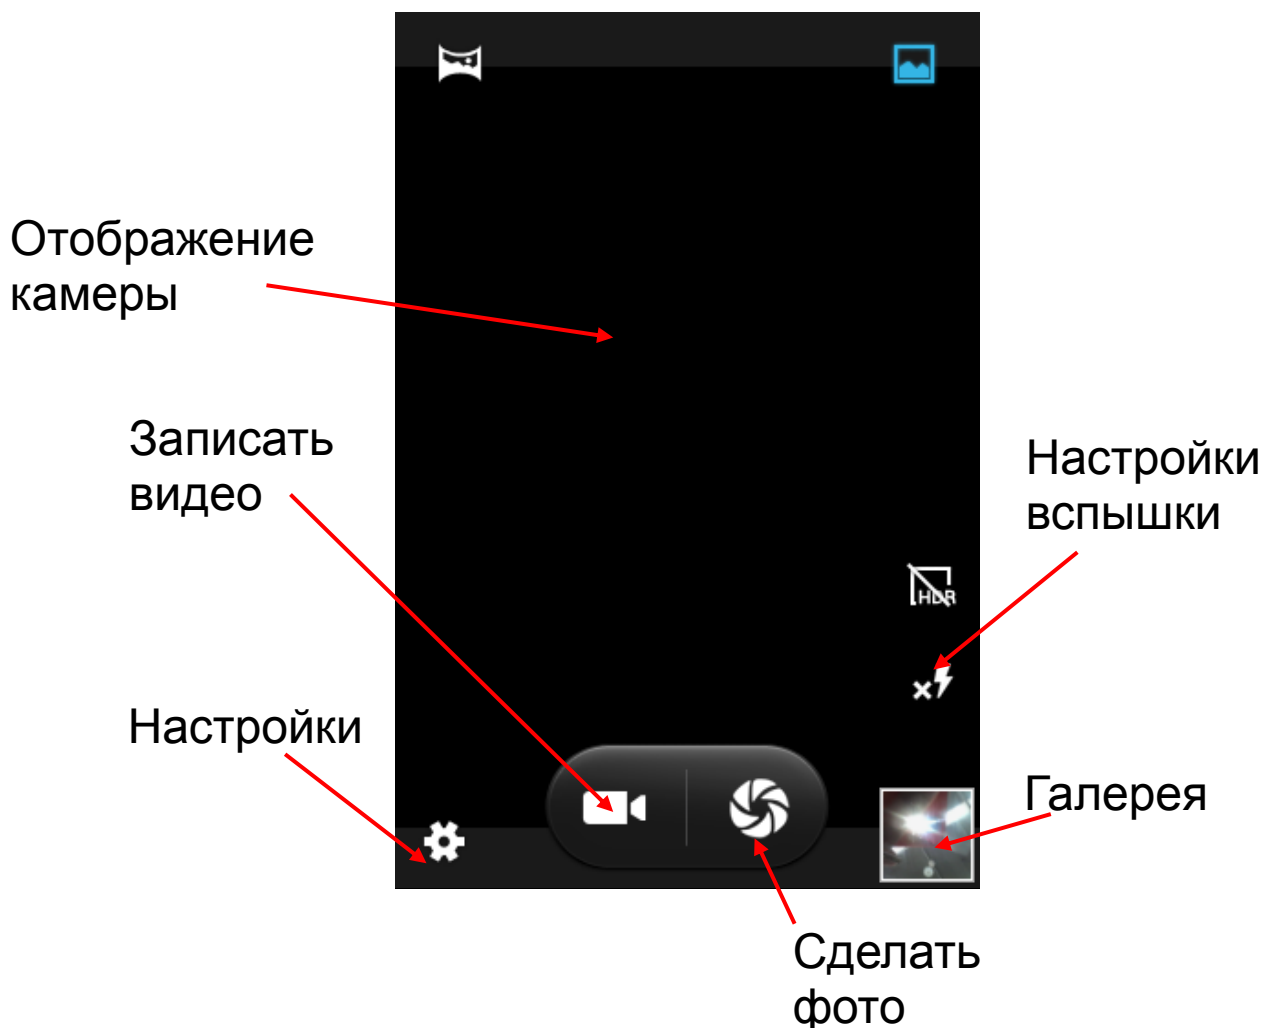 Отображение
камеры
Записать
видео
Настройки
вспышки
HDR
Настройки
Галерея
Сделать
фото